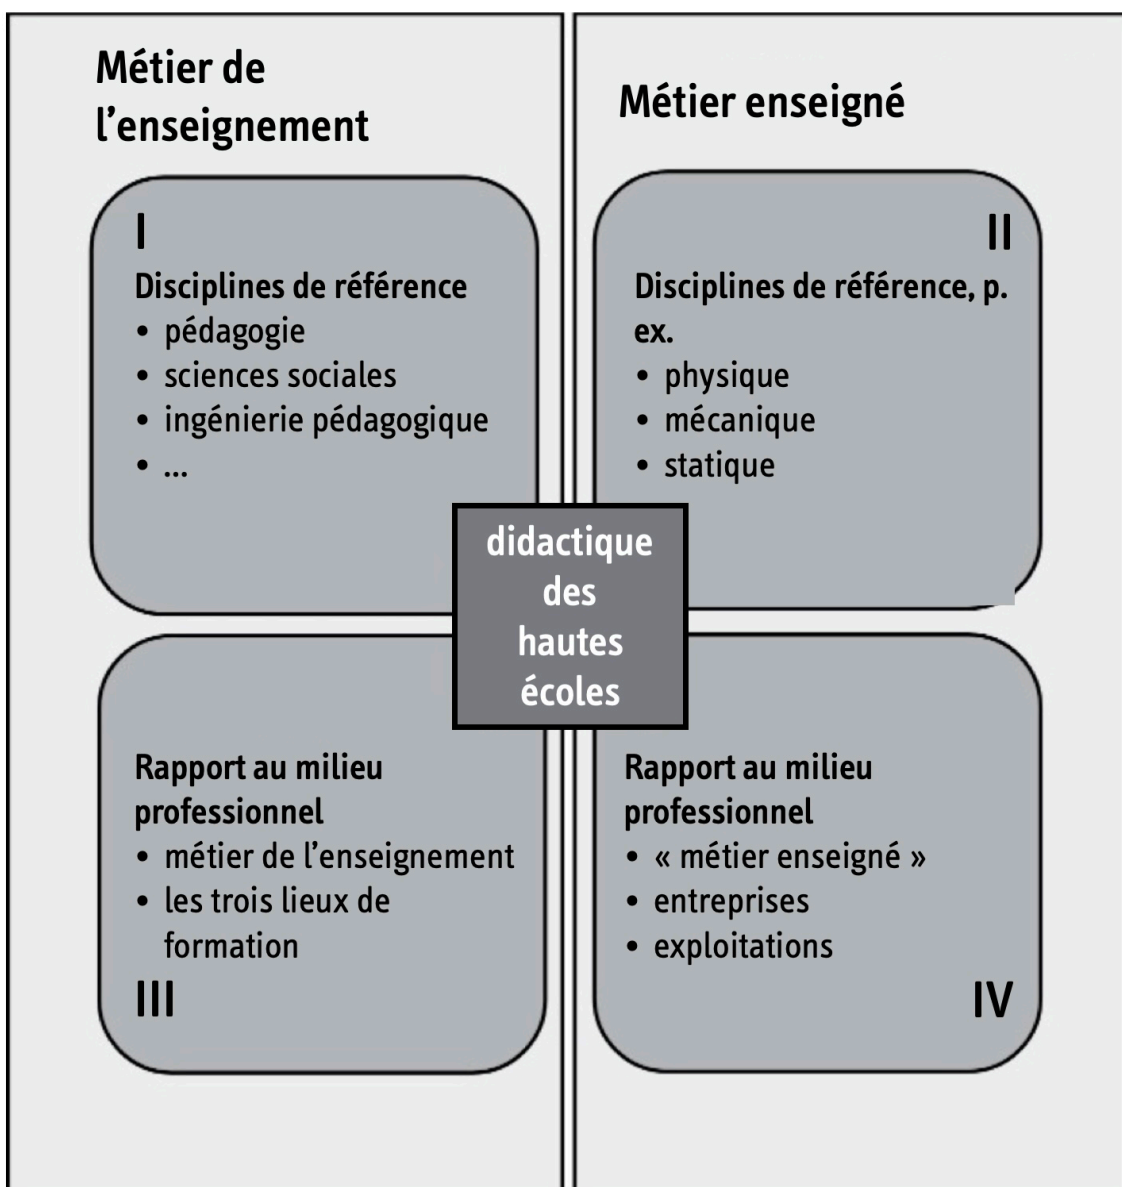 Métier de
l'enseignement
Métier enseigné
I
Disciplines de référence
• pédagogie
• sciences sociales
• ingénierie pédagogique
• ...
II
Disciplines de référence, p.
ex.
• physique
• mécanique
• statique
didactique
des
hautes
écoles
Rapport au milieu
professionnel
• métier de l'enseignement
• les trois lieux de
formation
III
Rapport au milieu
professionnel
• « métier enseigné »
• entreprises
• exploitations
IV